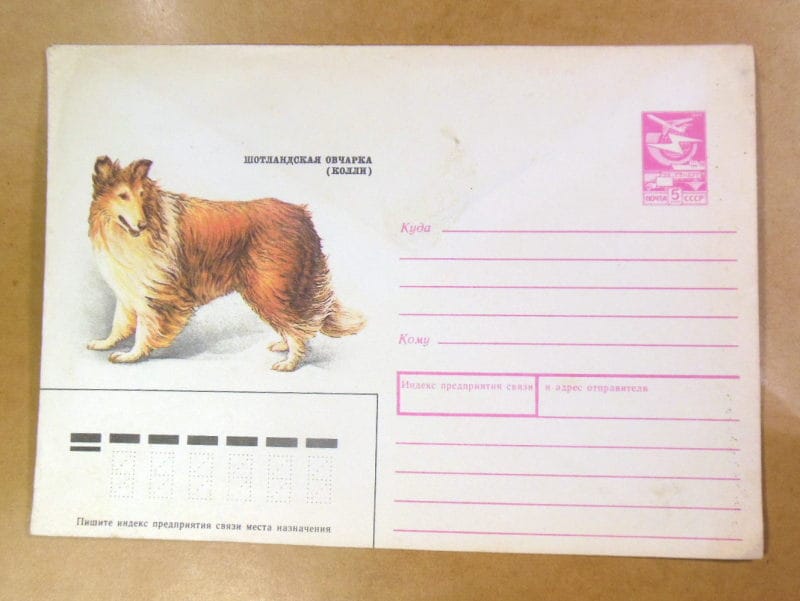 ШОТЛАНДСКАЯ ОВЧАРКА
(КОЛЛИ)
ПОЧТА 5 СССР
Куда
Кому
Индекс предприятия связи и адрес отправителя
Пишите индекс предприятия связи места назначения